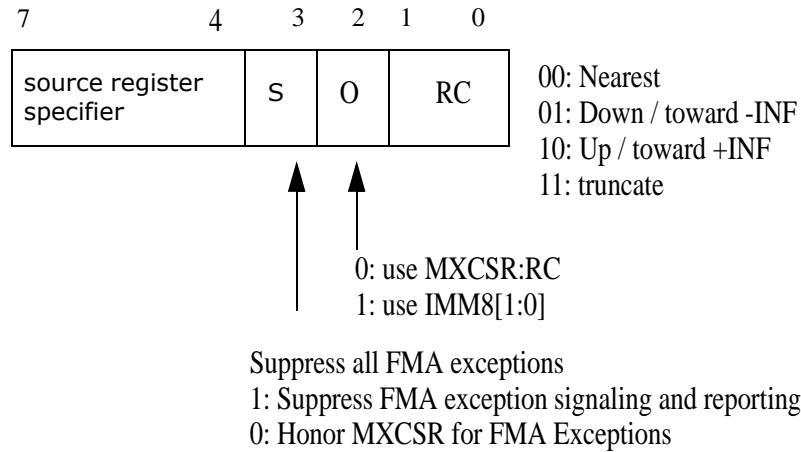 7 4 3 2 1 0
source register
specifier
S
O
RC
00: Nearest
01: Down / toward -INF
10: Up / toward +INF
11: truncate
0: use MXCSR:RC
1: use IMM8[1:0]
Suppress all FMA exceptions
1: Suppress FMA exception signaling and reporting
0: Honor MXCSR for FMA Exceptions